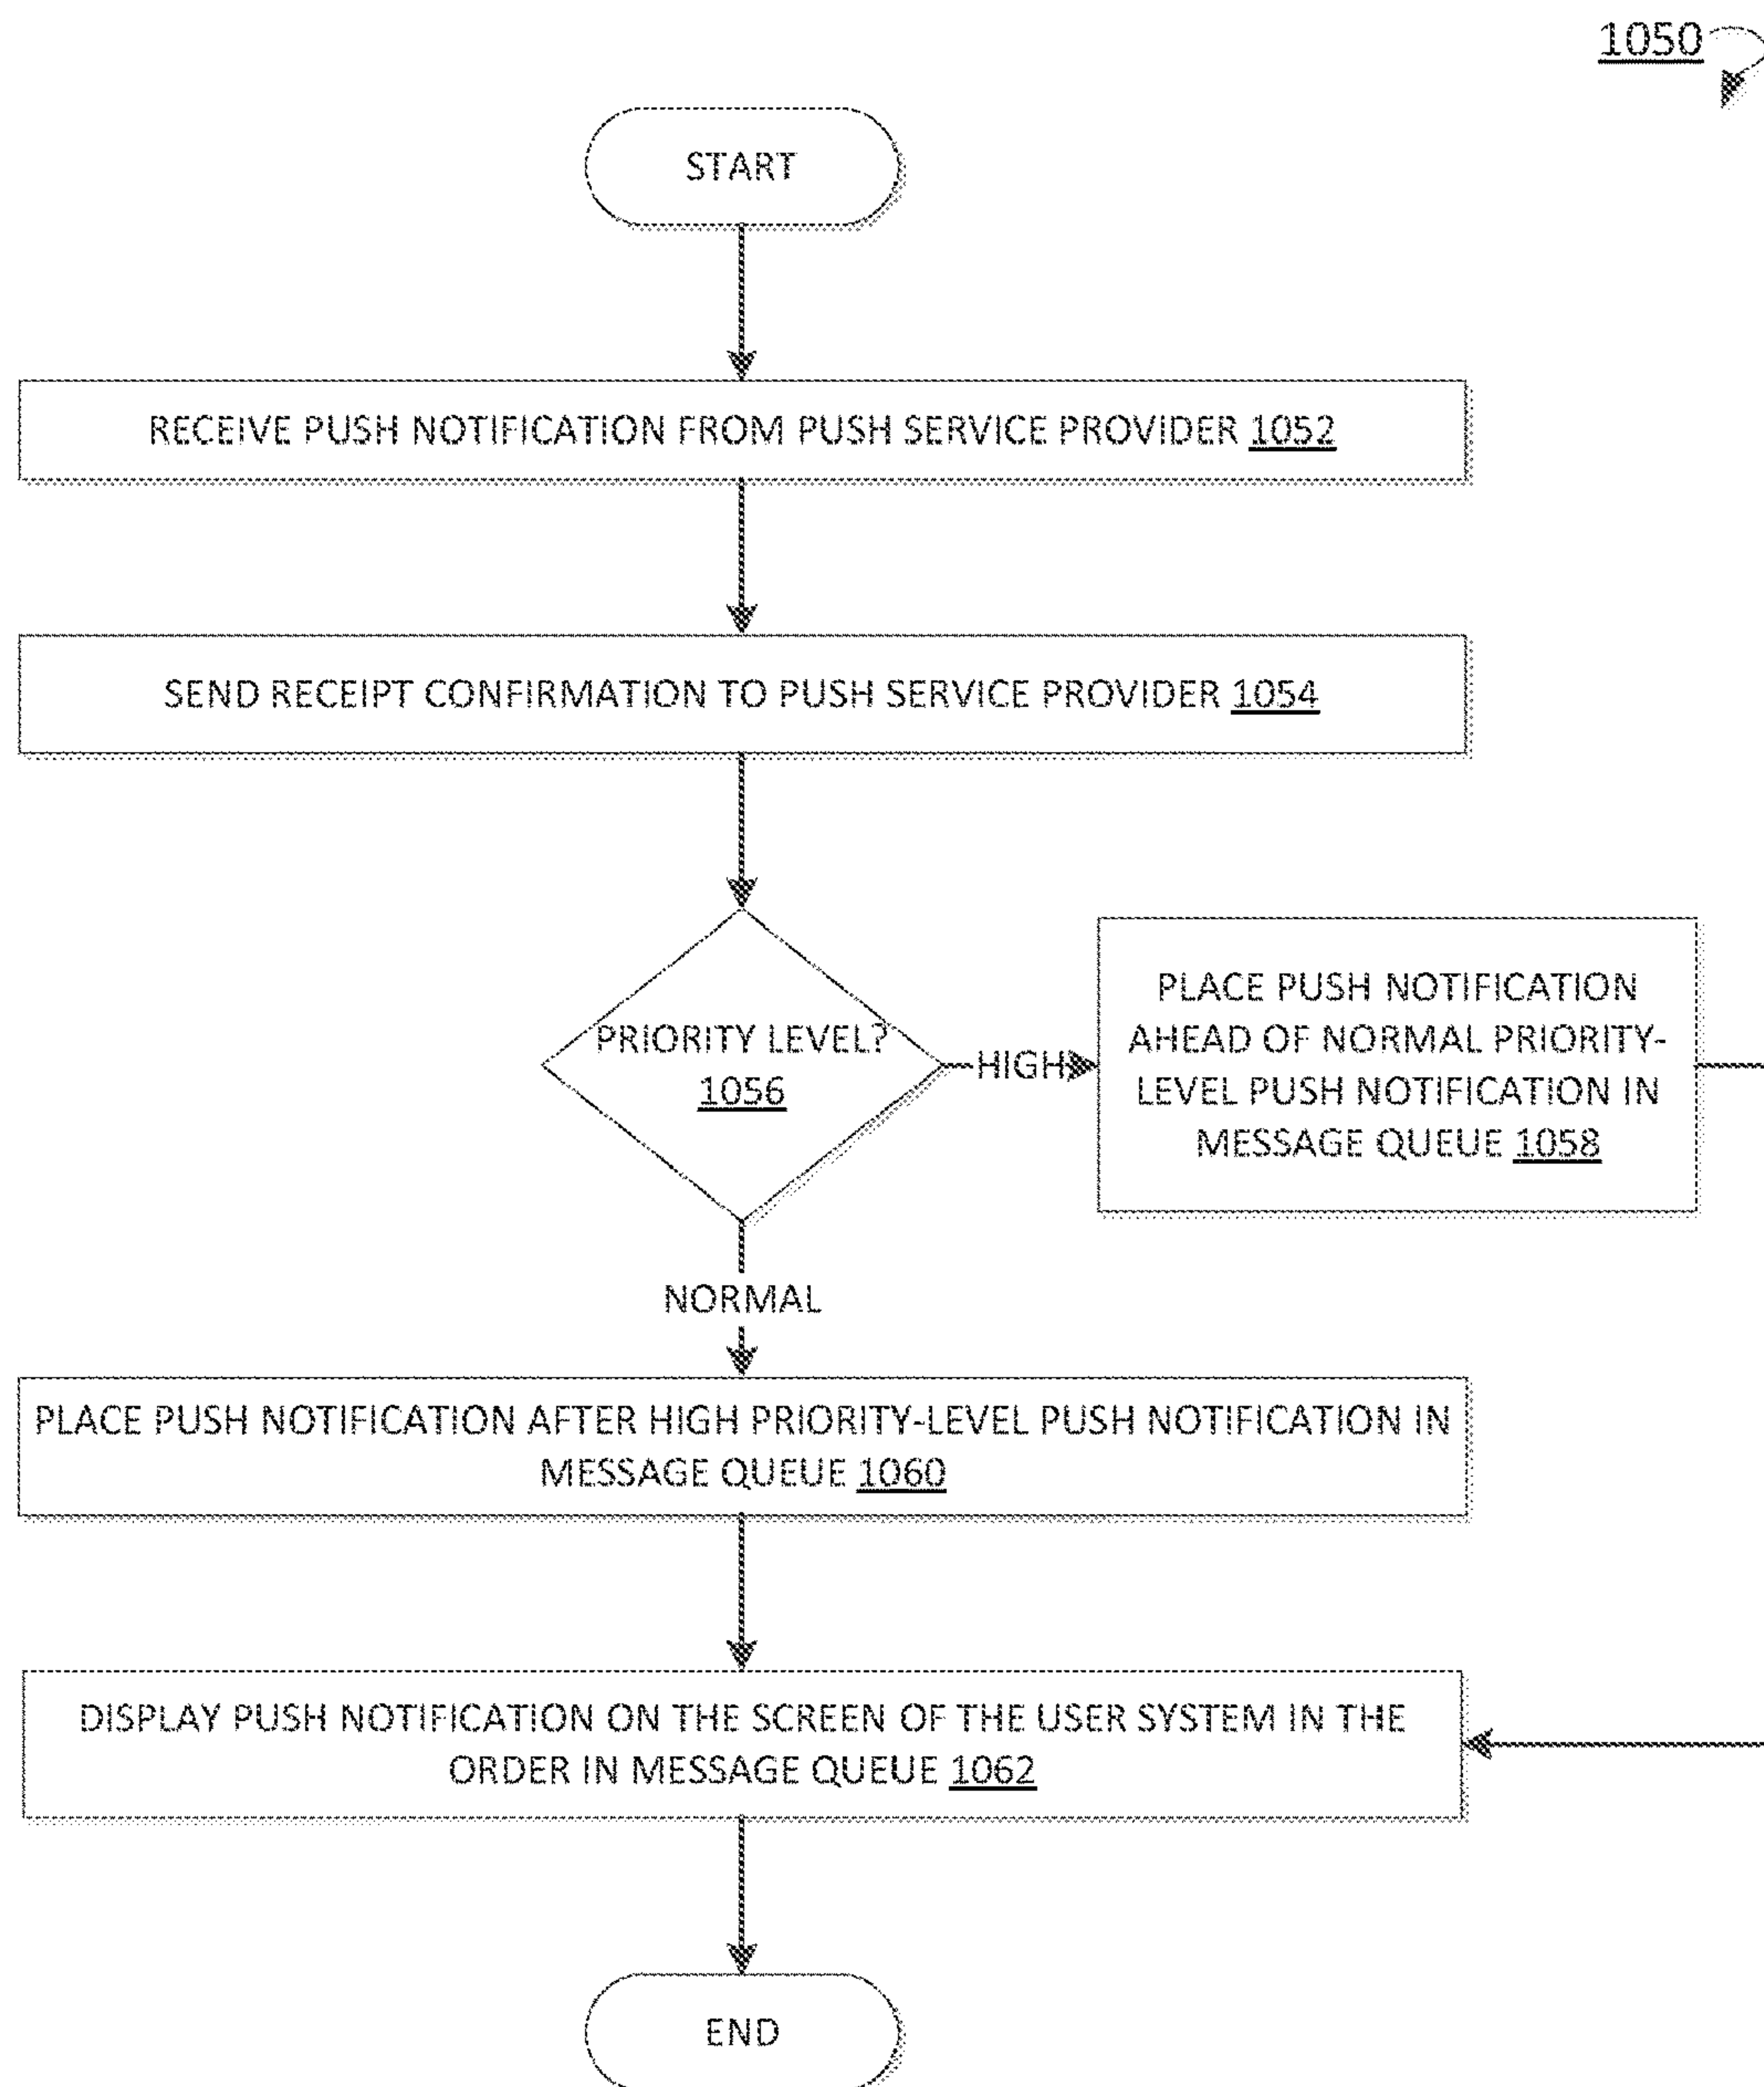 1050
START
RECEIVE PUSH NOTIFICATION FROM PUSH SERVICE PROVIDER 1052
SEND RECEIPT CONFIRMATION TO PUSH SERVICE PROVIDER 1054
PRIORITY LEVEL?
1056
HIGH
PLACE PUSH NOTIFICATION
AHEAD OF NORMAL PRIORITY-
LEVEL PUSH NOTIFICATION IN
MESSAGE QUEUE 1058
NORMAL
PLACE PUSH NOTIFICATION AFTER HIGH PRIORITY-LEVEL PUSH NOTIFICATION IN
MESSAGE QUEUE 1060
DISPLAY PUSH NOTIFICATION ON THE SCREEN OF THE USER SYSTEM IN THE
ORDER IN MESSAGE QUEUE 1062
END